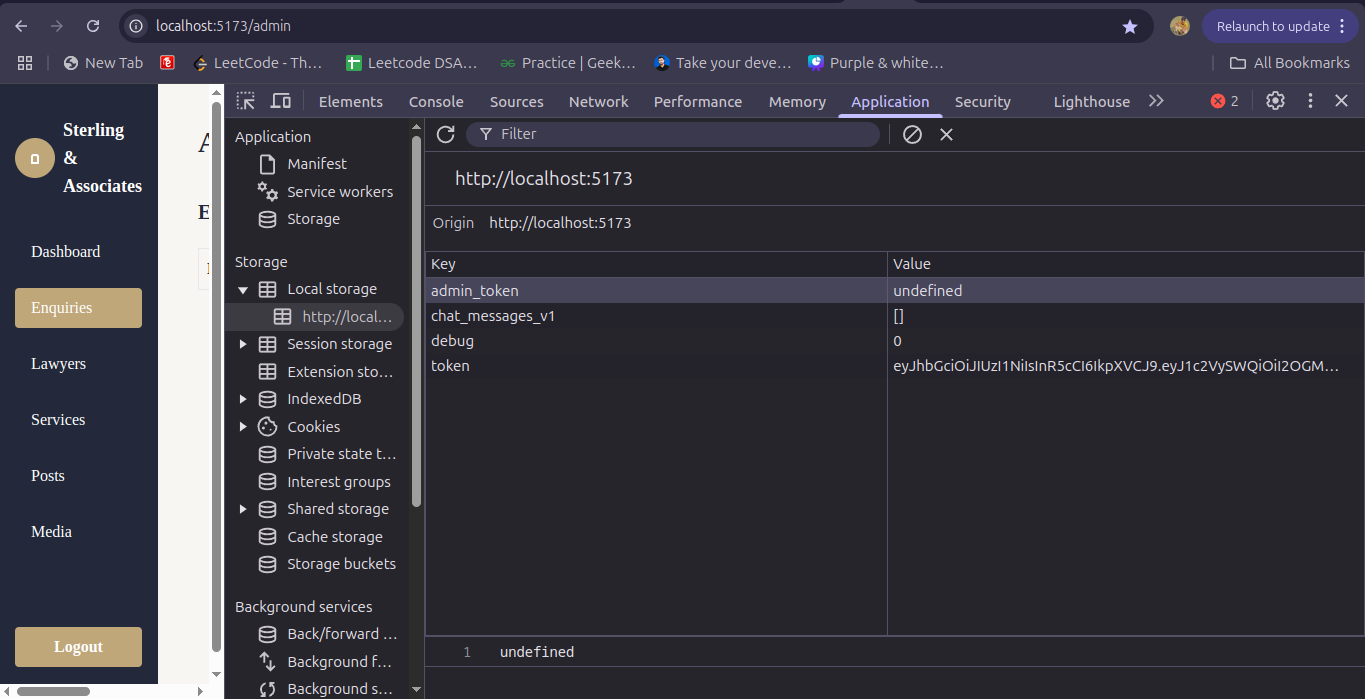 localhost:5173/admin
Relaunch to update
New Tab
LeetCode - Th...
Leetcode DSA...
Practice | Geek...
Take your deve...
Purple & white...
All Bookmarks
Sterling
&
Associates
Dashboard
Enquiries
Lawyers
Services
Posts
Media
Logout
Elements
Console
Sources
Network
Performance
Memory
Application
Security
Lighthouse
2
Application
Manifest
Service workers
Storage
Storage
Local storage
http://local...
Session storage
Extension sto...
IndexedDB
Cookies
Private state t...
Interest groups
Shared storage
Cache storage
Storage buckets
Background services
Back/forward ...
Background f...
Background s...
Filter
http://localhost:5173
Origin http://localhost:5173
Key Value
admin_token undefined
chat_messages_v1 []
debug 0
token eyJhbGciOiJIUzI1NiIsInR5cCI6IkpXVCJ9.eyJ1c2VySWQiOiI2OGM...
1 undefined